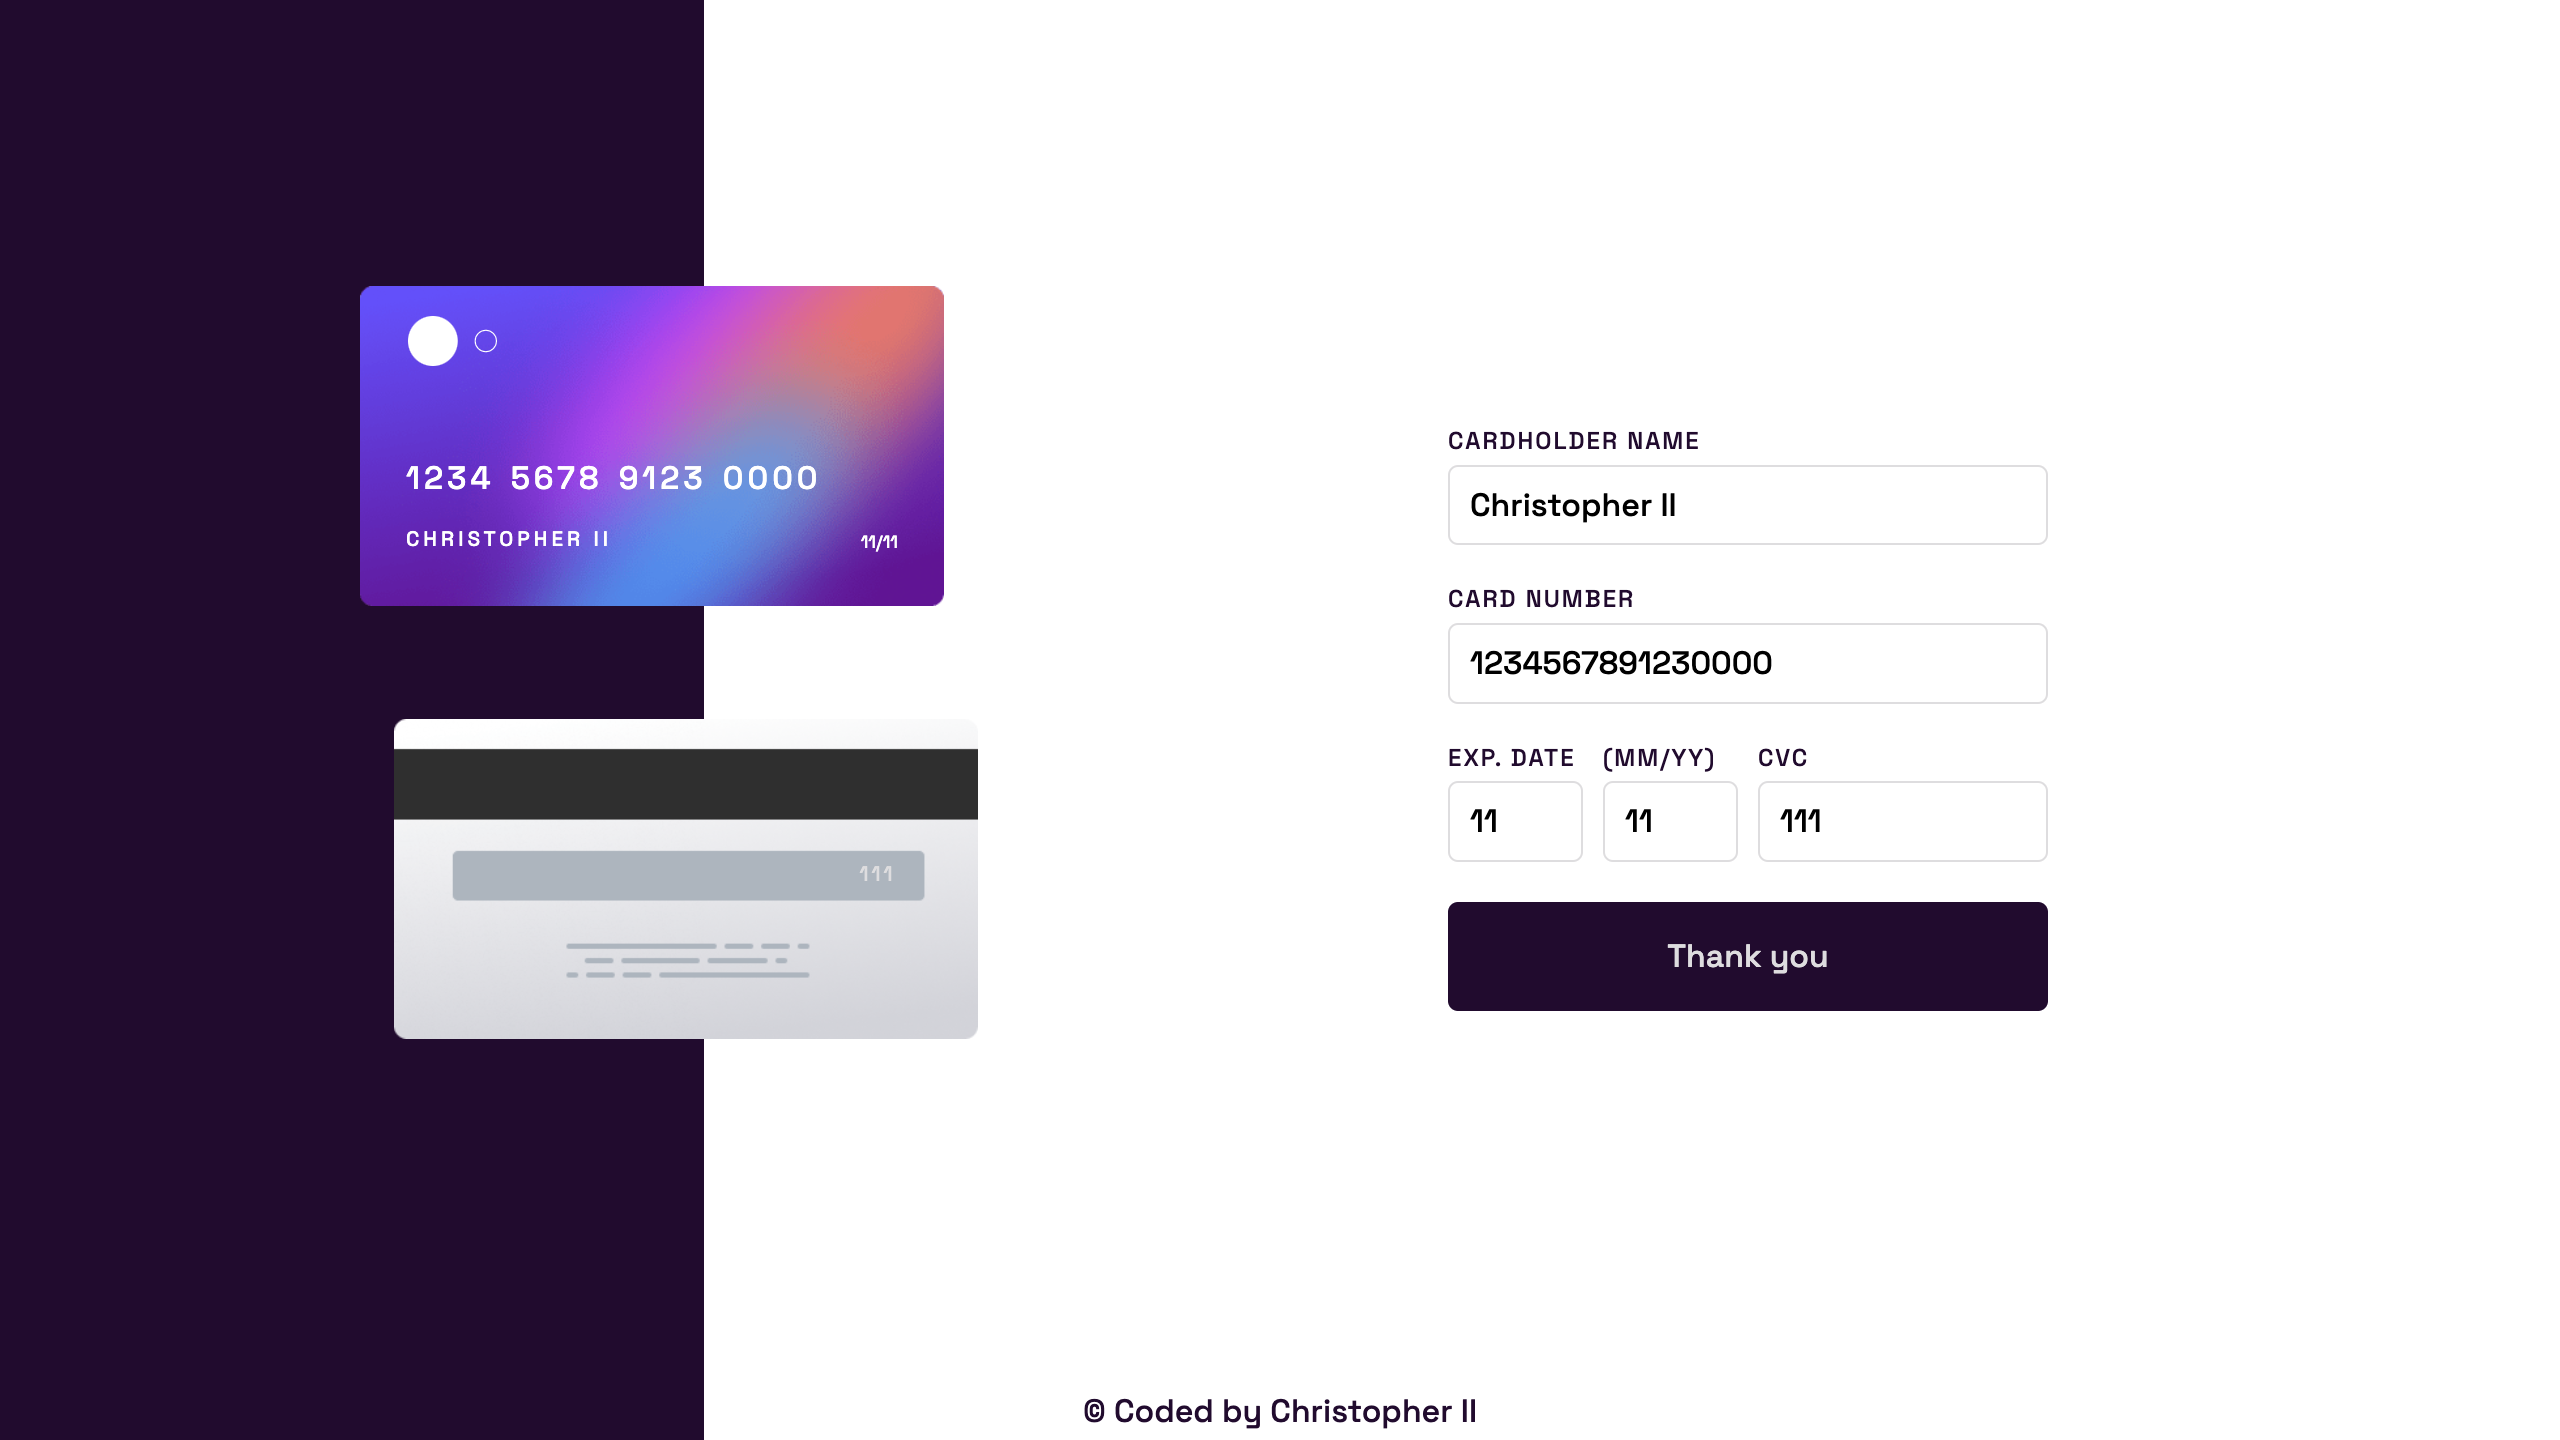 1234 5678 9123 0000
CHRISTOPHER II
11/11
111
CARDHOLDER NAME
Christopher II
CARD NUMBER
1234567891230000
EXP. DATE (MM/YY) CVC
11 11 111
Thank you
© Coded by Christopher II